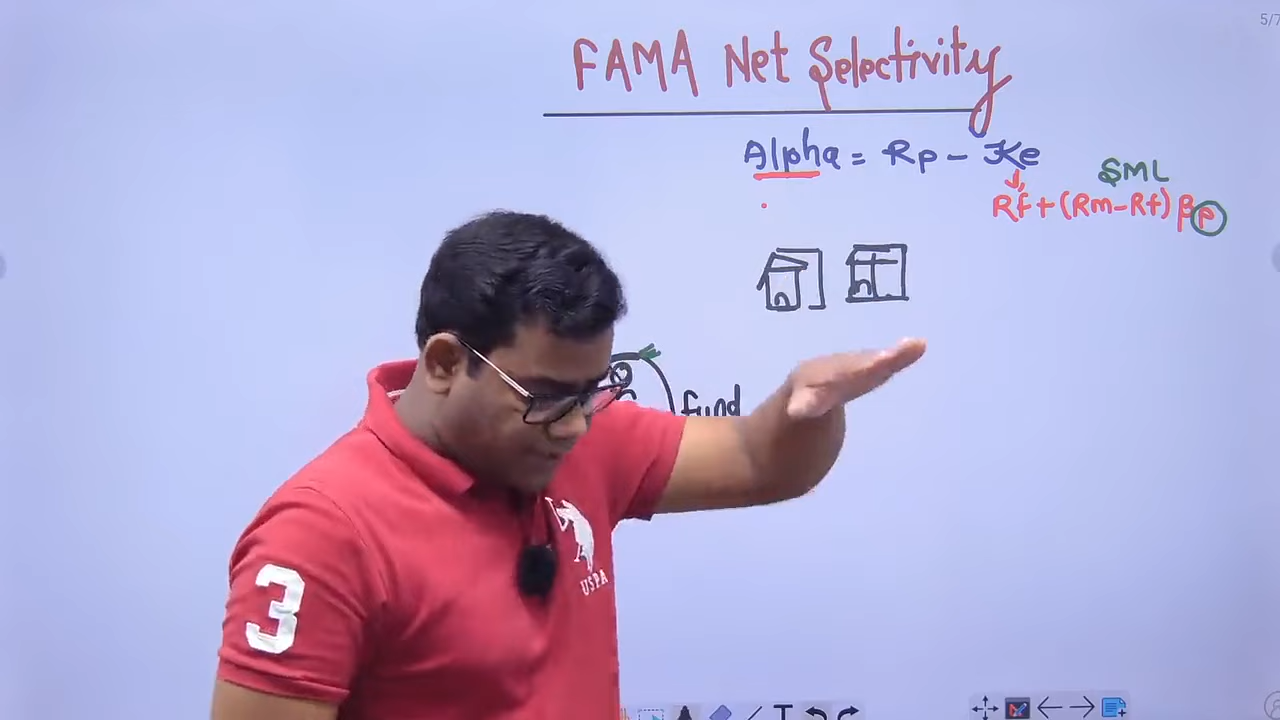 5/7
FAMA Net Selectivity
Alpha = Rp - Ke
SML
Rf + (Rm - Rf) βp
fund
3
USPA
T